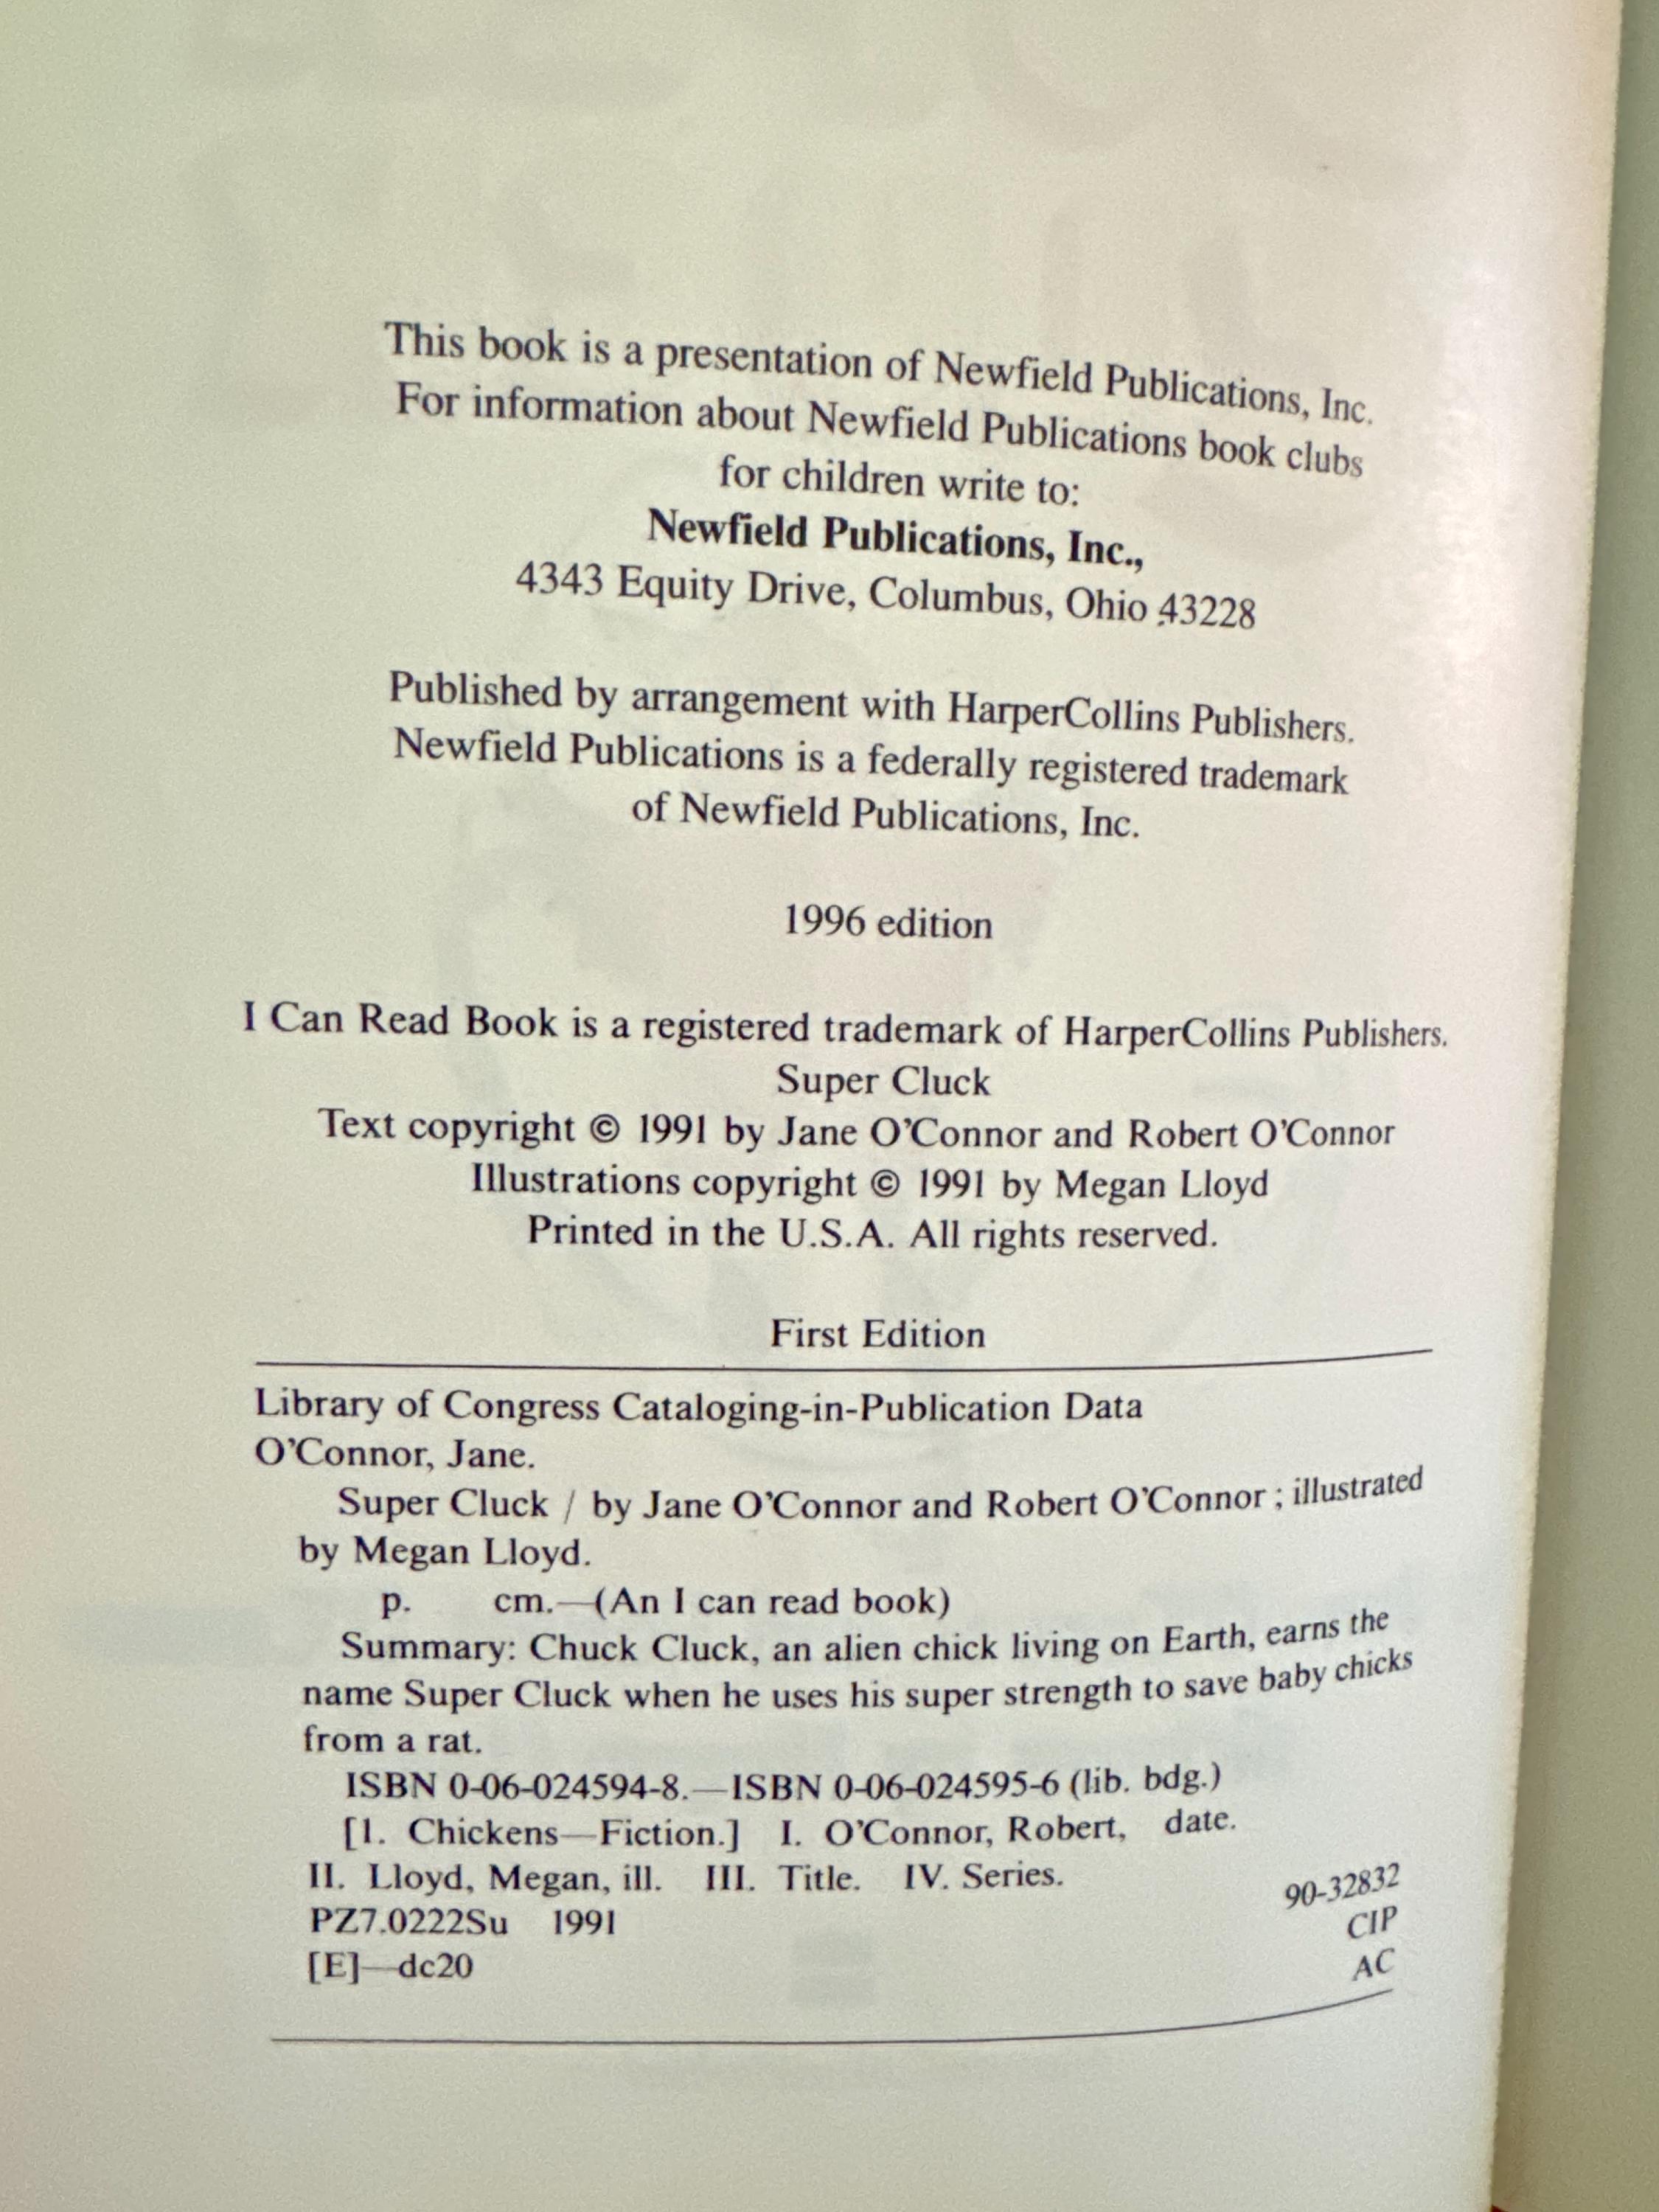 This book is a presentation of Newfield Publications, Inc.
For information about Newfield Publications book clubs
for children write to:
Newfield Publications, Inc.,
4343 Equity Drive, Columbus, Ohio 43228
Published by arrangement with HarperCollins Publishers.
Newfield Publications is a federally registered trademark
of Newfield Publications, Inc.
1996 edition
I Can Read Book is a registered trademark of HarperCollins Publishers.
Super Cluck
Text copyright © 1991 by Jane O'Connor and Robert O'Connor
Illustrations copyright © 1991 by Megan Lloyd
Printed in the U.S.A. All rights reserved.
First Edition
Library of Congress Cataloging-in-Publication Data
O'Connor, Jane.
Super Cluck / by Jane O'Connor and Robert O'Connor ; illustrated
by Megan Lloyd.
p. cm.—(An I can read book)
Summary: Chuck Cluck, an alien chick living on Earth, earns the
name Super Cluck when he uses his super strength to save baby chicks
from a rat.
ISBN 0-06-024594-8.—ISBN 0-06-024595-6 (lib. bdg.)
[1. Chickens—Fiction.] I. O'Connor, Robert, date.
II. Lloyd, Megan, ill. III. Title. IV. Series.
PZ7.0222Su 1991 90-32832
[E]—dc20 CIP
AC